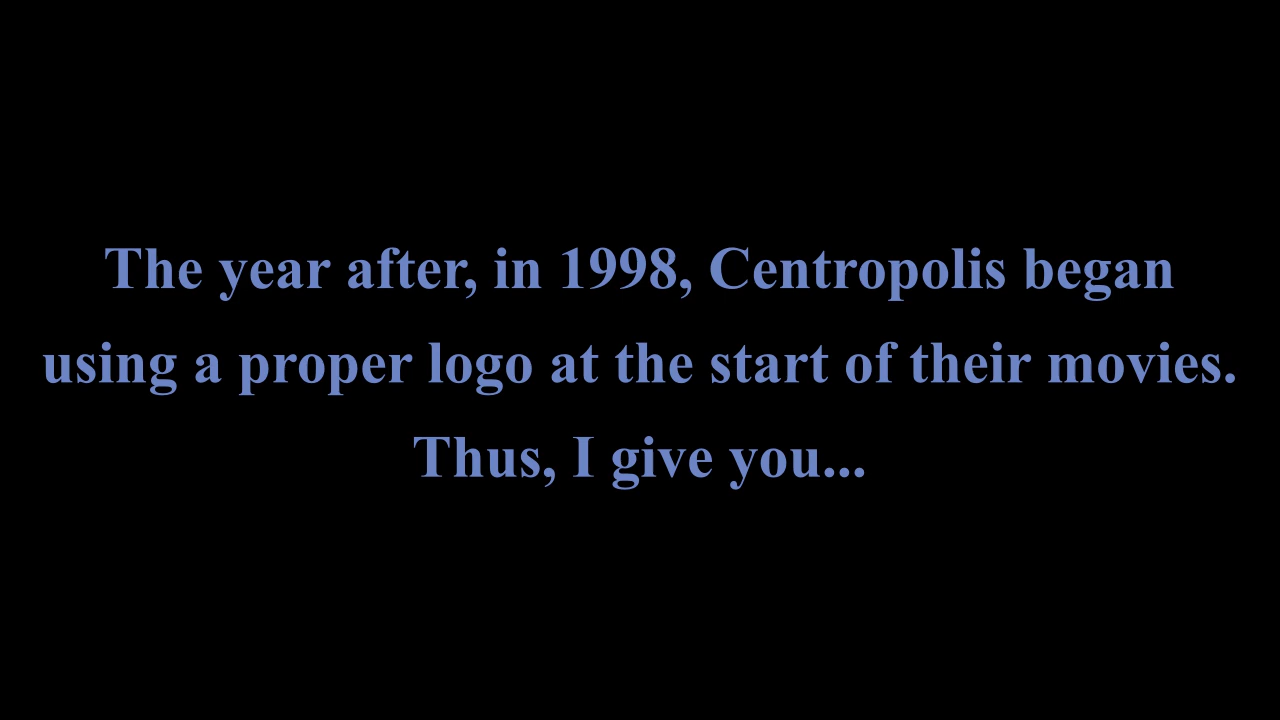 The year after, in 1998, Centropolis began
using a proper logo at the start of their movies.
Thus, I give you...